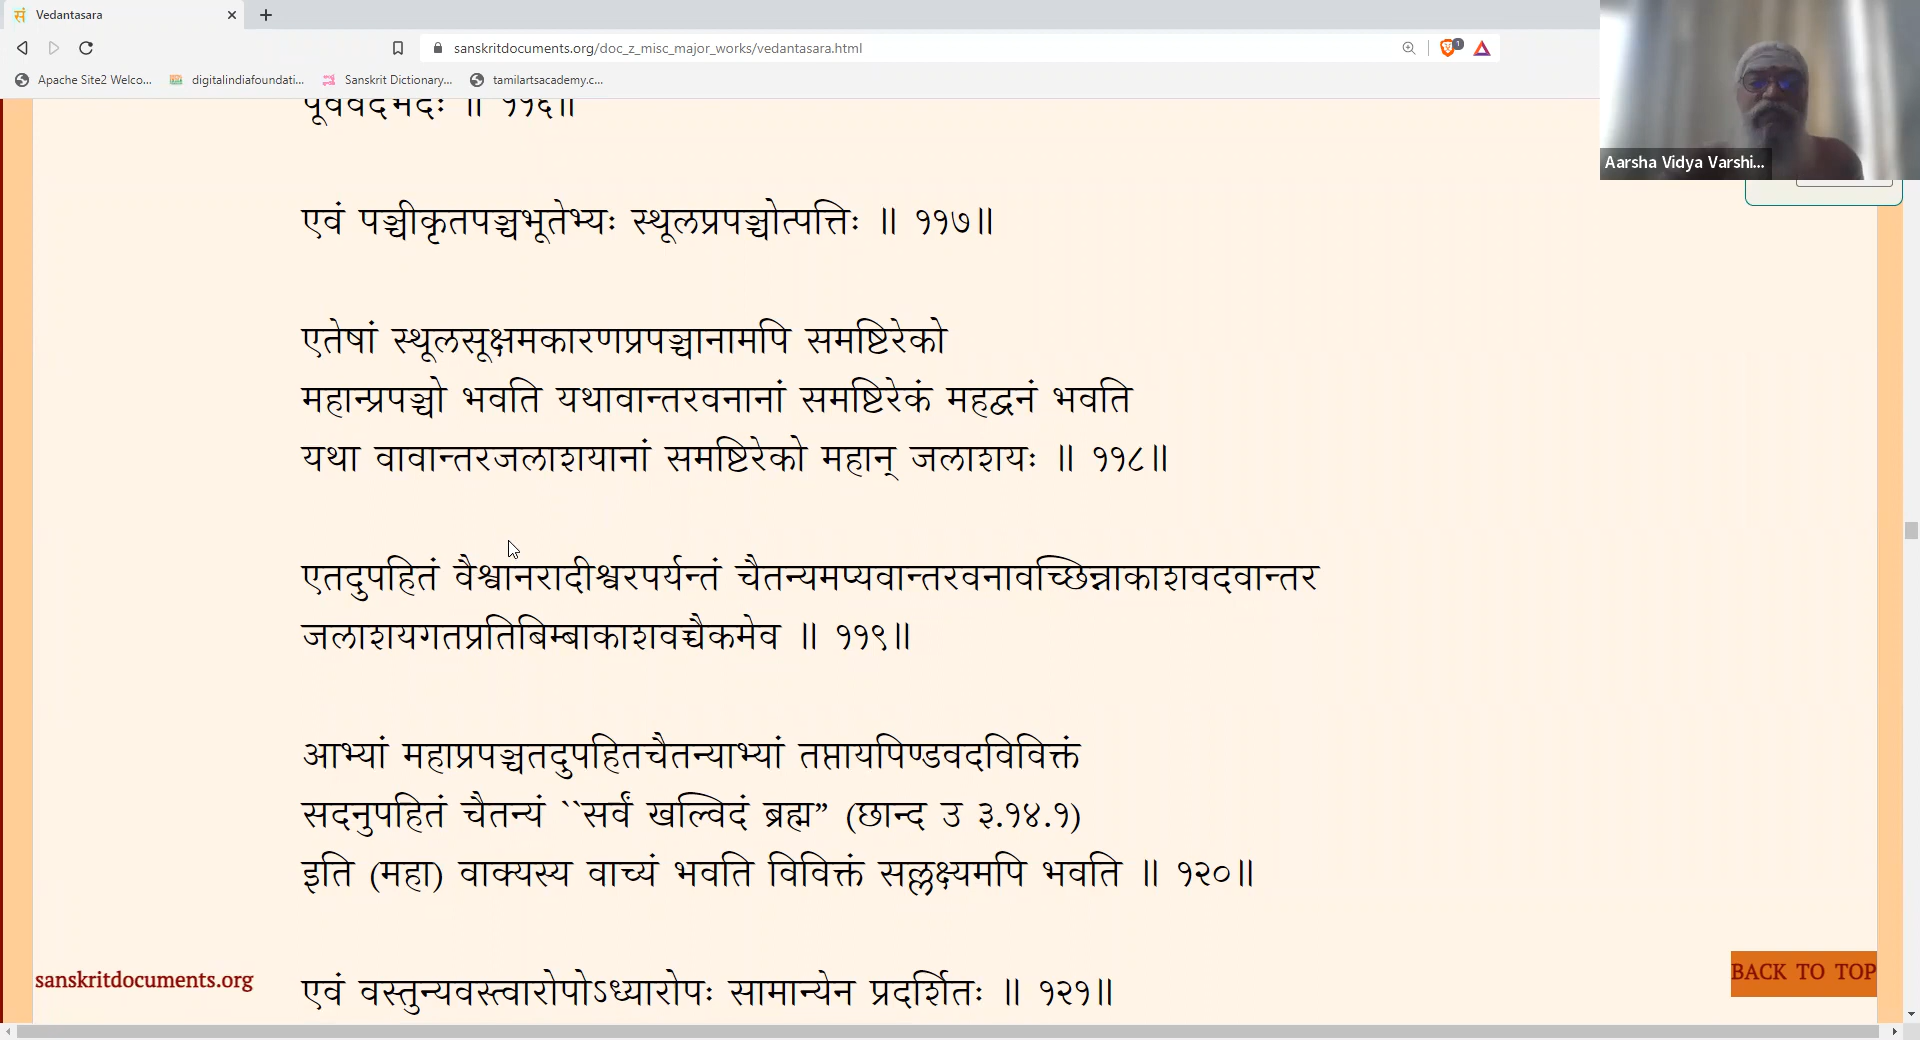 Vedantasara
sanskritdocuments.org/doc_z_misc_major_works/vedantasara.html
1
Apache Site2 Welco... digitalindiafoundati... Sanskrit Dictionary... tamilartsacademy.c...
Aarsha Vidya Varshi...
पूर्ववदभेदः ॥ ११६॥
एवं पञ्चीकृतपञ्चभूतेभ्यः स्थूलप्रपञ्चोत्पत्तिः ॥ ११७॥
एतेषां स्थूलसूक्षमकारणप्रपञ्चानामपि समष्टिरेको
महान्प्रपञ्चो भवति यथावान्तरवनानां समष्टिरेकं महद्वनं भवति
यथा वावान्तरजलाशयानां समष्टिरेको महान् जलाशयः ॥ ११८॥
एतदुपहितं वैश्वानरादीश्वरपर्यन्तं चैतन्यमप्यवान्तरवनावच्छिन्नाकाशवदवान्तर
जलाशयगतप्रतिबिम्बाकाशवच्चैकमेव ॥ ११९॥
आभ्यां महाप्रपञ्चतदुपहितचैतन्याभ्यां तप्तायपिण्डवदविविक्तं
सदनुपहितं चैतन्यं ``सर्वं खल्विदं ब्रह्म” (छान्द उ ३.१४.१)
इति (महा) वाक्यस्य वाच्यं भवति विविक्तं सल्लक्ष्यमपि भवति ॥ १२०॥
एवं वस्तुन्यवस्त्वारोपोऽध्यारोपः सामान्येन प्रदर्शितः ॥ १२१॥
sanskritdocuments.org
BACK TO TOP